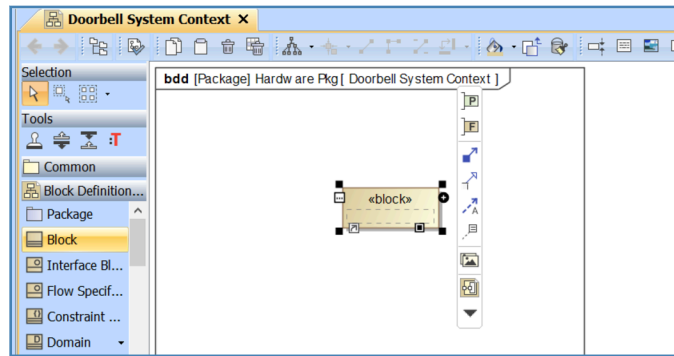 Doorbell System Context
Selection
bdd [Package] Hardware Pkg [ Doorbell System Context ]
Tools
Common
Block Definition...
Package
Block
Interface Bl...
Flow Specif...
Constraint ...
Domain
«block»
P
F
A
T